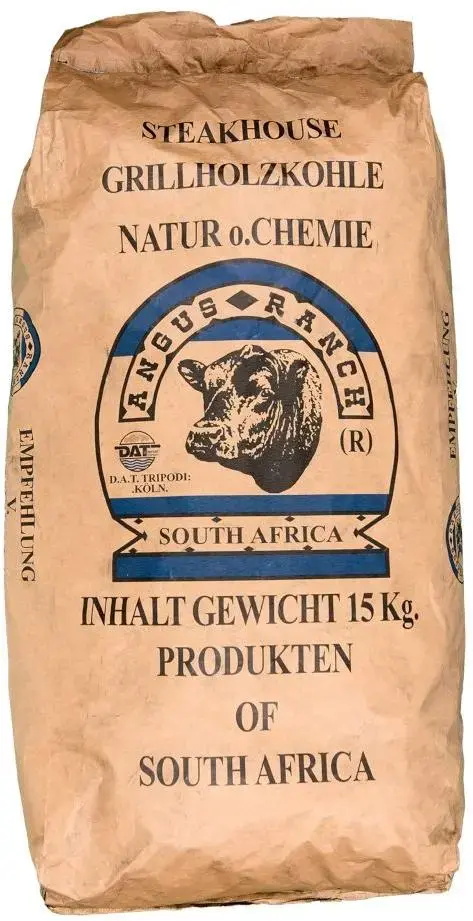 STEAKHOUSE
GRILLHOLZKOHLE
NATUR o.CHEMIE
ANGUS RANCH
(R)
DAT
D.A.T. TRIPODI:
.KÖLN.
SOUTH AFRICA
INHALT GEWICHT 15 Kg.
PRODUKTEN
OF
SOUTH AFRICA
EMPFEHLUNG
V.
EMPFEHLUNG